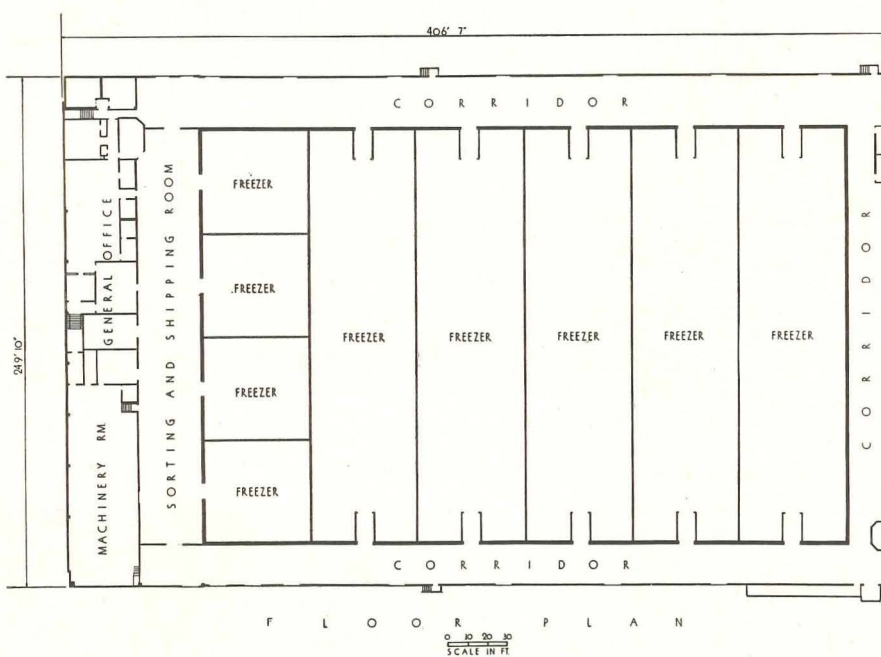 406' 7"
CORRIDOR
FREEZER
GENERAL OFFICE
SORTING AND SHIPPING ROOM
CORRIDOR
FREEZER
249' 10"
FREEZER
FREEZER
FREEZER
FREEZER
FREEZER
FREEZER
MACHINERY RM.
FREEZER
CORRIDOR
FLOOR PLAN
0 10 20 30
SCALE IN FT.